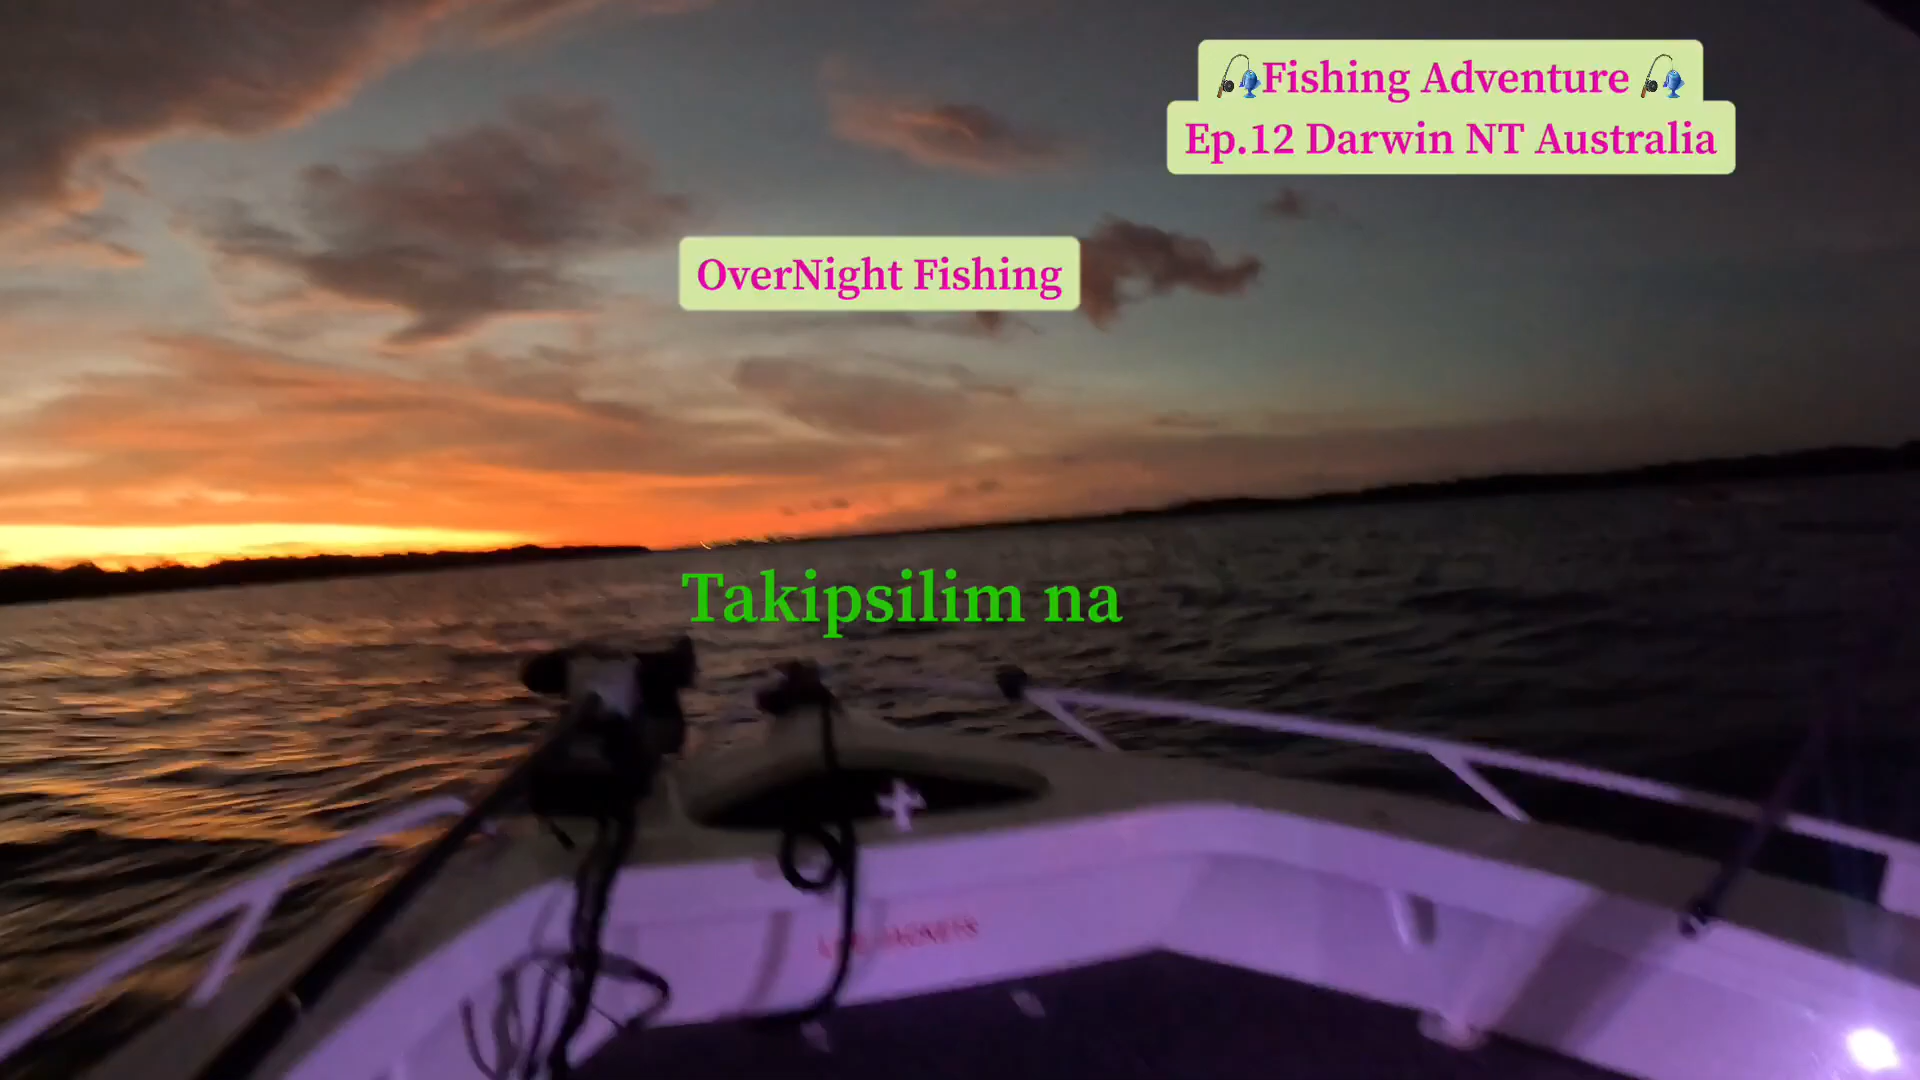 🎣Fishing Adventure 🎣
Ep.12 Darwin NT Australia
OverNight Fishing
Takipsilim na